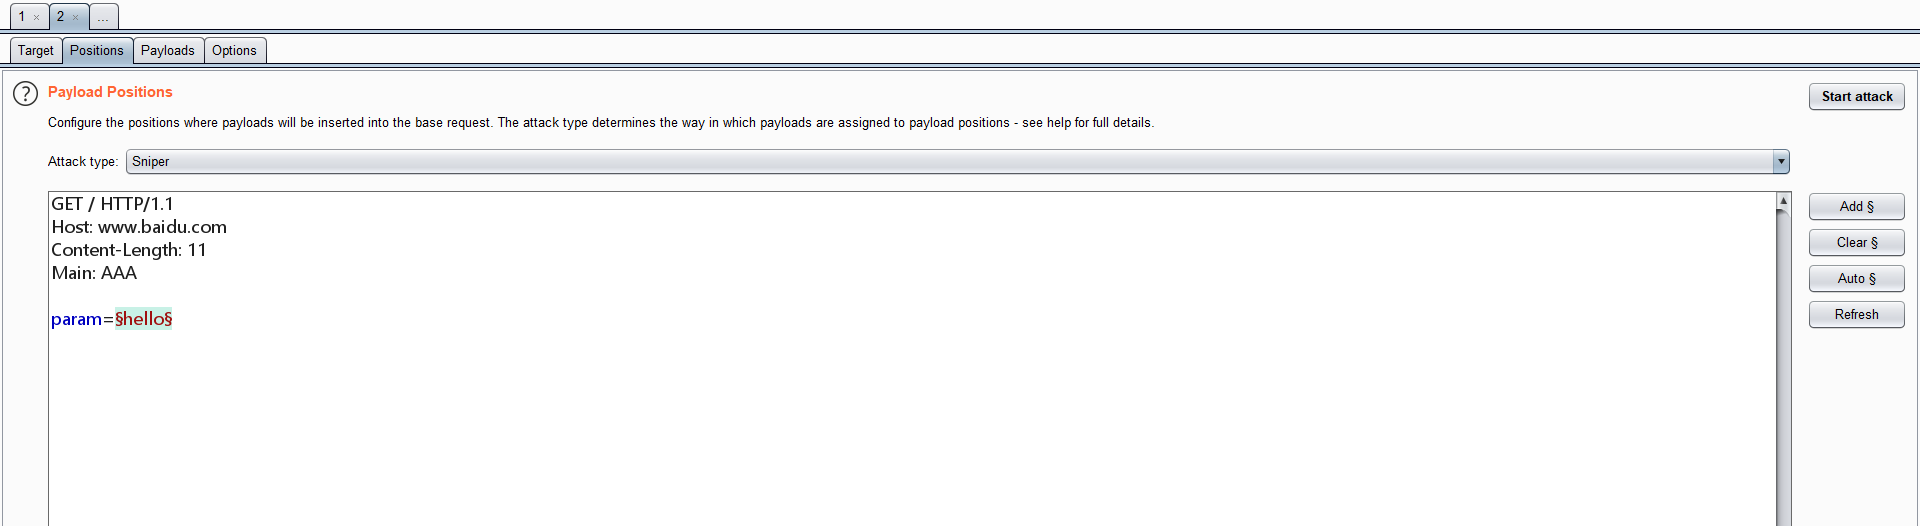 1 × 2 × ...
Target Positions Payloads Options
? Payload Positions
Start attack
Configure the positions where payloads will be inserted into the base request. The attack type determines the way in which payloads are assigned to payload positions - see help for full details.
Attack type: Sniper
GET / HTTP/1.1
Host: www.baidu.com
Content-Length: 11
Main: AAA
param=§hello§
Add §
Clear §
Auto §
Refresh